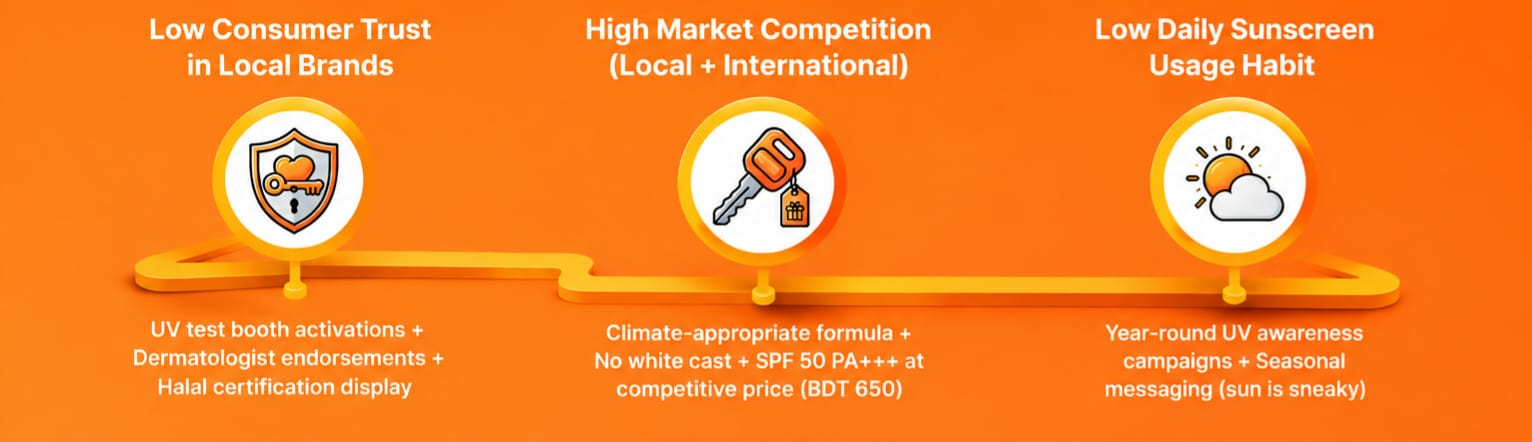 Low Consumer Trust
in Local Brands
UV test booth activations +
Dermatologist endorsements +
Halal certification display
High Market Competition
(Local + International)
Climate-appropriate formula +
No white cast + SPF 50 PA+++ at
competitive price (BDT 650)
Low Daily Sunscreen
Usage Habit
Year-round UV awareness
campaigns + Seasonal
messaging (sun is sneaky)